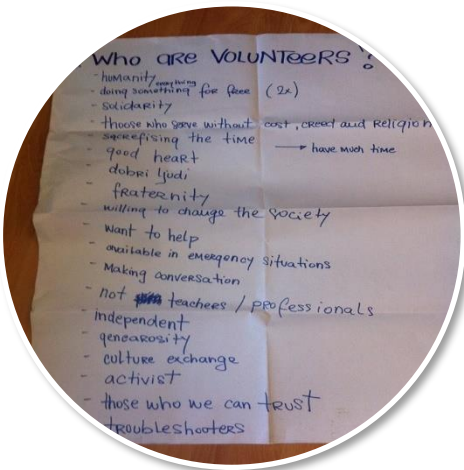 Who are VOLUNTEERS ?
- humanity everything
- doing something for free (2x)
- solidarity
- thoose who serve without cost, creed and Religion
- sacrefising the time → have much time
- good heart
- dobri ljudi
- fraternity
- willing to change the society
- want to help
- available in emergency situations
- Making conversation
- not teachers / professionals
- independent
- genearosity
- culture exchange
- activist
- those who we can trust
- troubleshooters